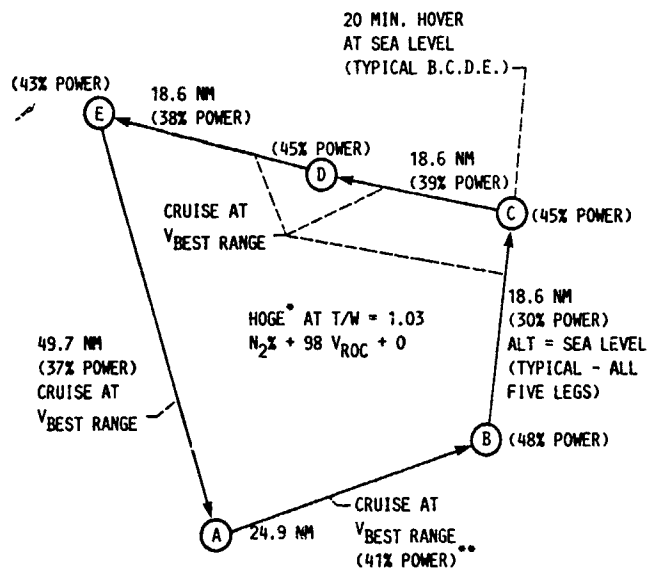 20 MIN. HOVER
AT SEA LEVEL
(TYPICAL B.C.D.E.)
(43% POWER)
E
18.6 NM
(38% POWER)
(45% POWER)
D
18.6 NM
(39% POWER)
C
(45% POWER)
CRUISE AT
VBEST RANGE
HOGE* AT T/W = 1.03
N2% + 98 VROC + 0
18.6 NM
(30% POWER)
ALT = SEA LEVEL
(TYPICAL - ALL
FIVE LEGS)
49.7 NM
(37% POWER)
CRUISE AT
VBEST RANGE
B
(48% POWER)
A
24.9 NM
CRUISE AT
VBEST RANGE
(41% POWER)**